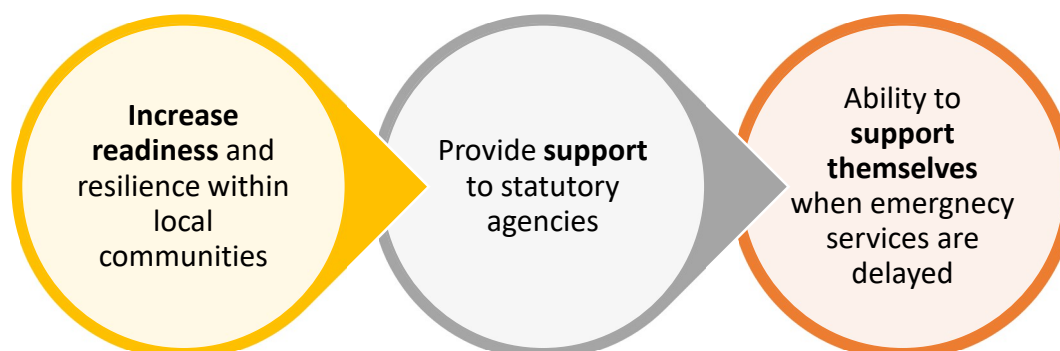 Increase
readiness and
resilience within
local
communities
Provide support
to statutory
agencies
Ability to
support
themselves
when emergnecy
services are
delayed